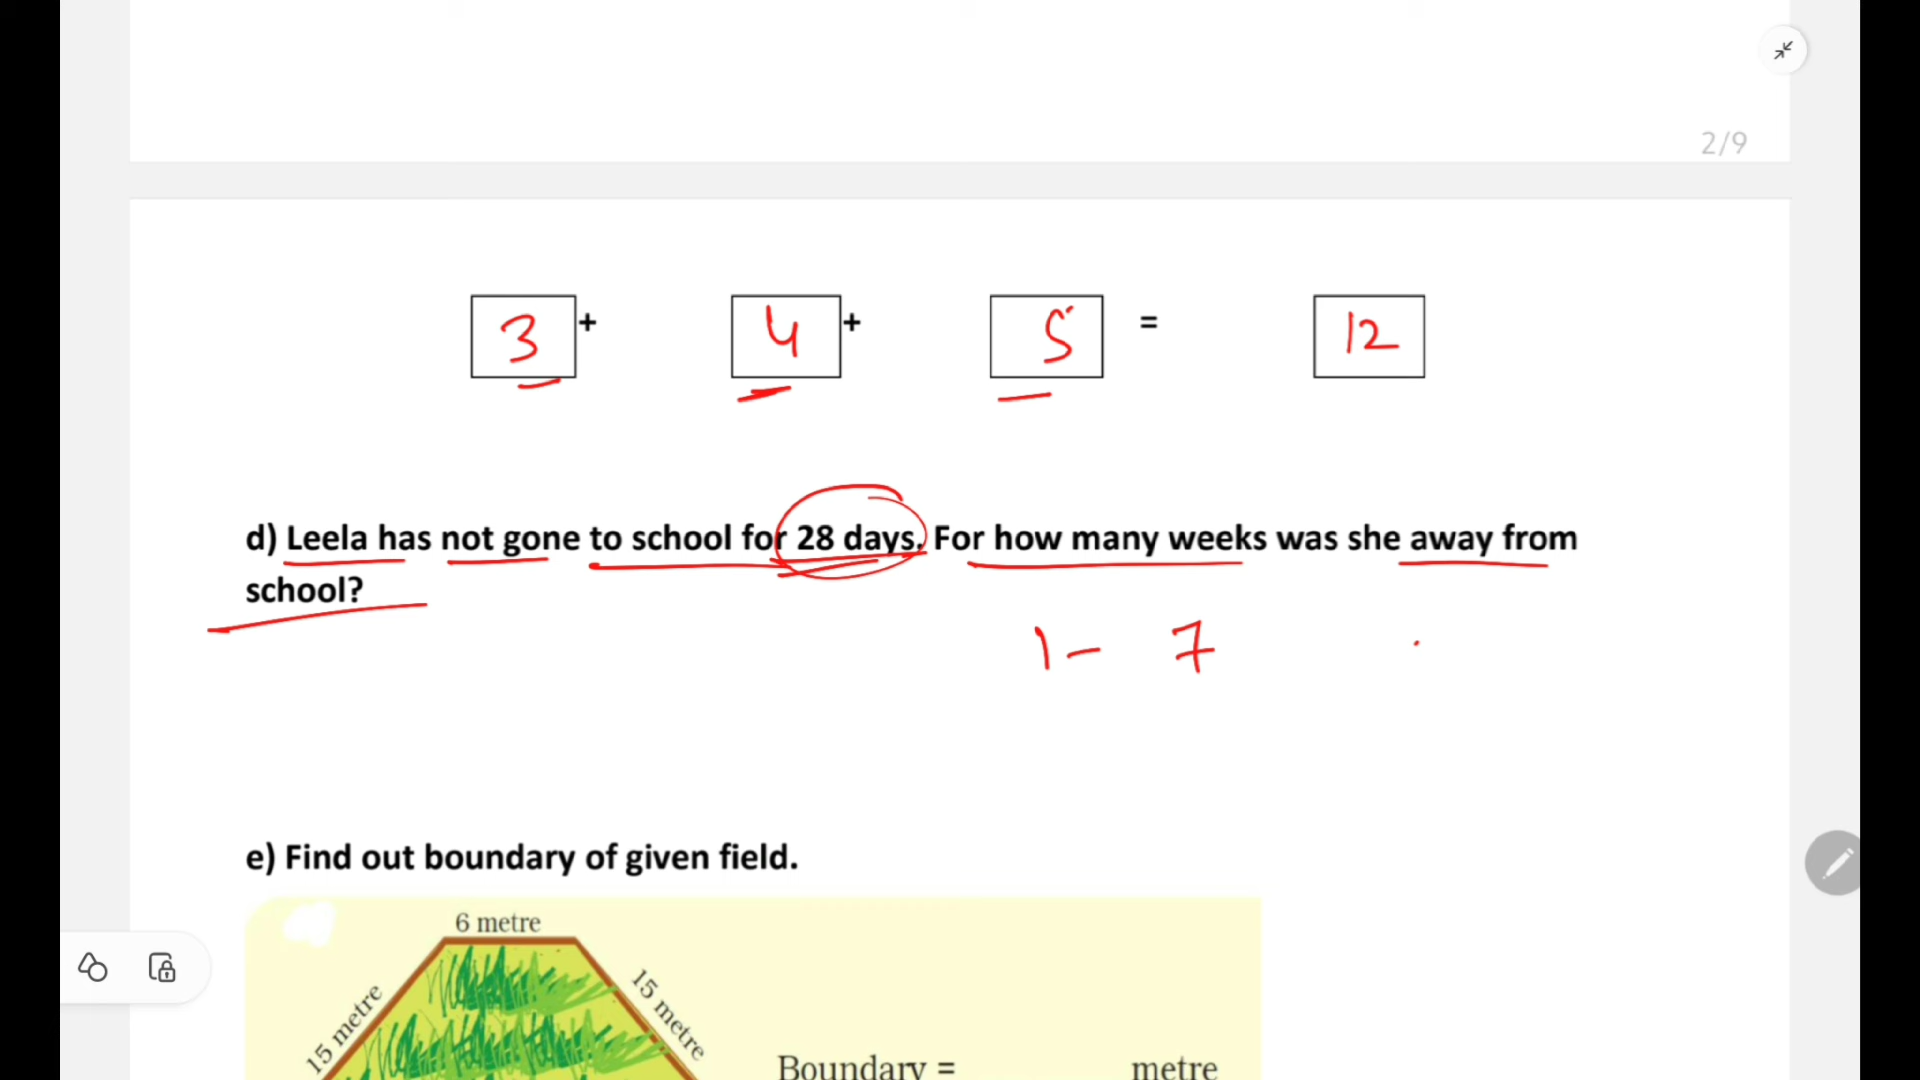 2/9
3 + 4 + 5 = 12
d) Leela has not gone to school for 28 days. For how many weeks was she away from
school?
1 - 7
e) Find out boundary of given field.
6 metre
15 metre
15 metre
Boundary = metre